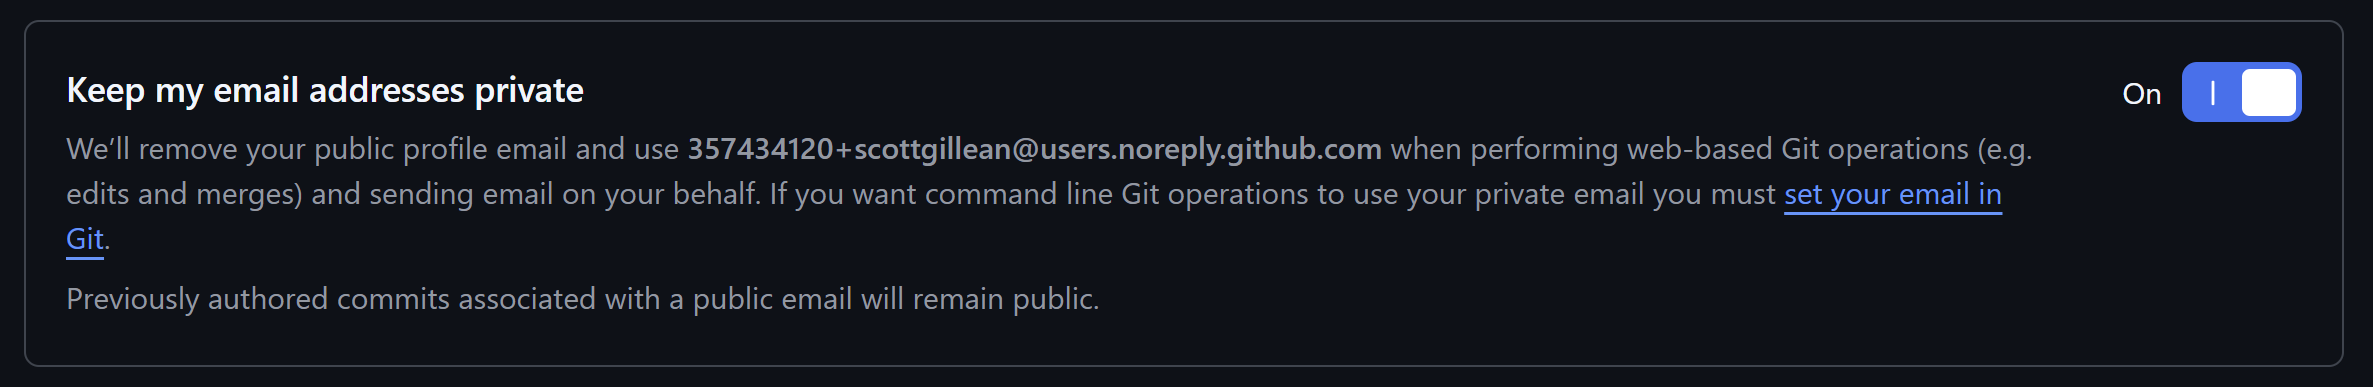 Keep my email addresses private
On
We’ll remove your public profile email and use 357434120+scottgillean@users.noreply.github.com when performing web-based Git operations (e.g.
edits and merges) and sending email on your behalf. If you want command line Git operations to use your private email you must set your email in
Git.
Previously authored commits associated with a public email will remain public.